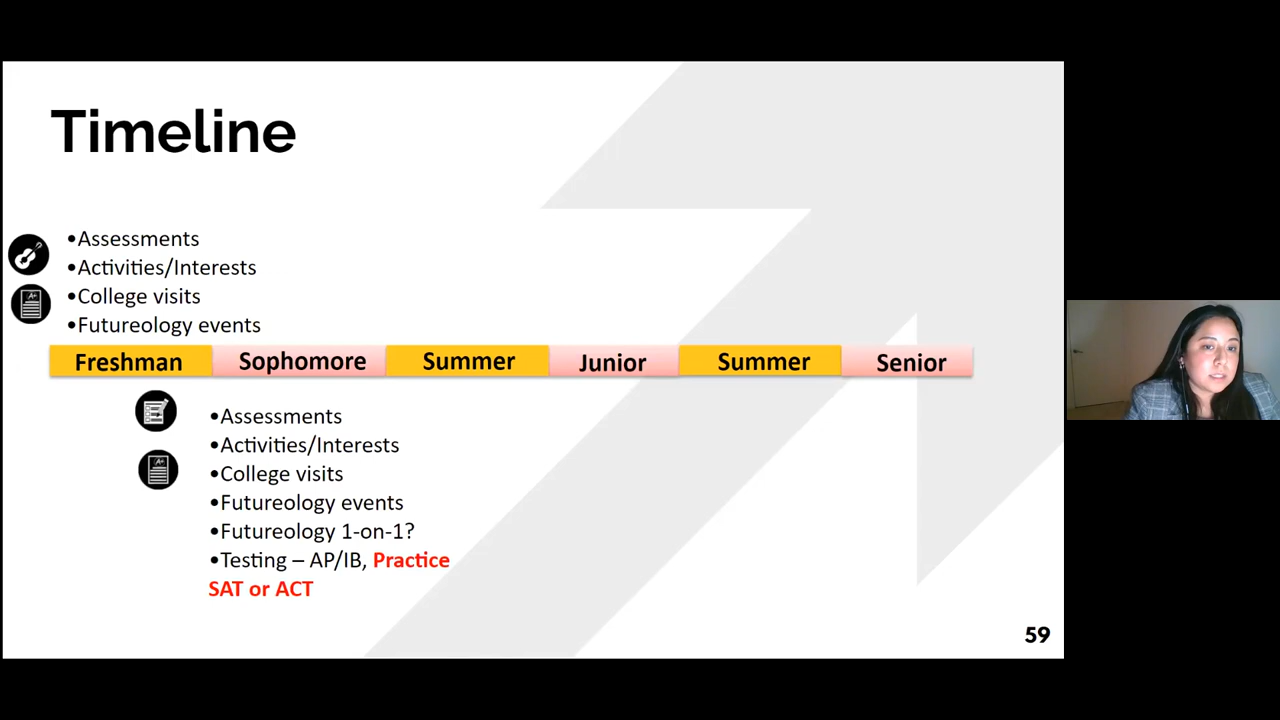 Timeline
•Assessments
•Activities/Interests
•College visits
•Futureology events
Freshman Sophomore Summer Junior Summer Senior
•Assessments
•Activities/Interests
•College visits
•Futureology events
•Futureology 1-on-1?
•Testing – AP/IB, Practice
SAT or ACT
59